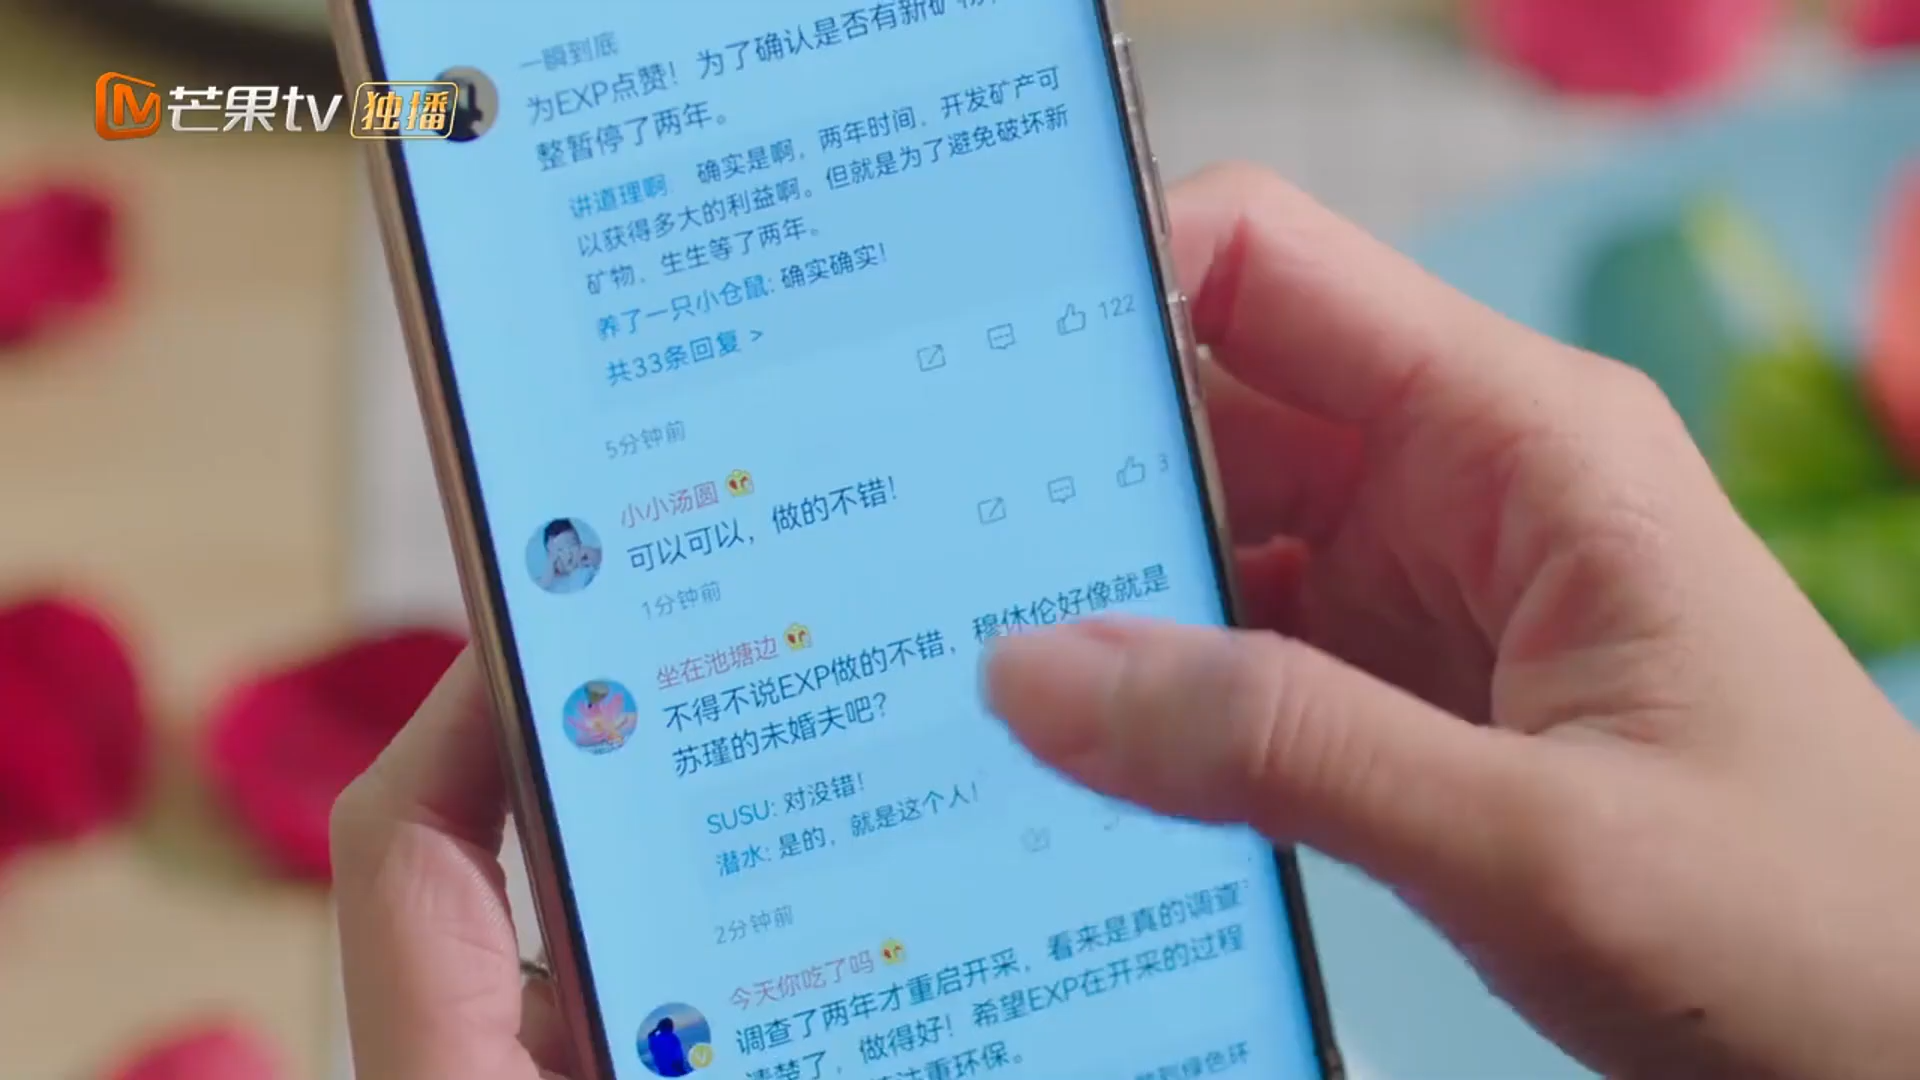 芒果tv 独播
一瞬到底
为EXP点赞！为了确认是否有新矿物，
整暂停了两年。
讲道理啊 确实是啊，两年时间，开发矿产可
以获得多大的利益啊。但就是为了避免破坏新
矿物，生生等了两年。
养了一只小仓鼠: 确实确实！
共33条回复 >
122
5分钟前
小小汤圆
可以可以，做的不错！
3
1分钟前
坐在池塘边
不得不说EXP做的不错，穆休伦好像就是
苏瑾的未婚夫吧？
SUSU: 对没错！
潜水: 是的，就是这个人！
2分钟前
今天你吃了吗
调查了两年才重启开采，看来是真的调查
清楚了，做得好！希望EXP在开采的过程
注重环保。
绿色环